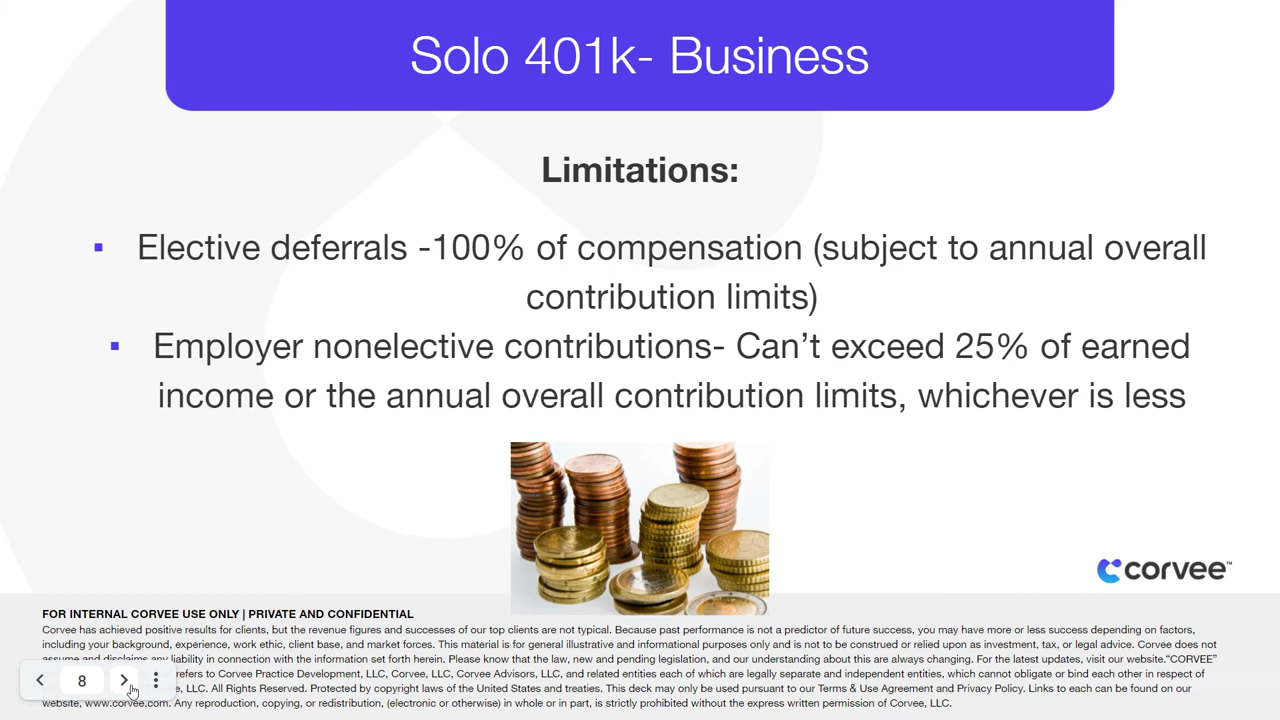 Solo 401k- Business
Limitations:
▪ Elective deferrals -100% of compensation (subject to annual overall
contribution limits)
▪ Employer nonelective contributions- Can’t exceed 25% of earned
income or the annual overall contribution limits, whichever is less
corvee™
FOR INTERNAL CORVEE USE ONLY | PRIVATE AND CONFIDENTIAL
Corvee has achieved positive results for clients, but the revenue figures and successes of our top clients are not typical. Because past performance is not a predictor of future success, you may have more or less success depending on factors,
including your background, experience, work ethic, client base, and market forces. This material is for general illustrative and informational purposes only and is not to be construed or relied upon as investment, tax, or legal advice. Corvee does not
assume and disclaims any liability in connection with the information set forth herein. Please know that the law, new and pending legislation, and our understanding about this are always changing. For the latest updates, visit our website.“CORVEE”
refers to Corvee Practice Development, LLC, Corvee, LLC, Corvee Advisors, LLC, and related entities each of which are legally separate and independent entities, which cannot obligate or bind each other in respect of
8
LLC. All Rights Reserved. Protected by copyright laws of the United States and treaties. This deck may only be used pursuant to our Terms & Use Agreement and Privacy Policy. Links to each can be found on our
website, www.corvee.com. Any reproduction, copying, or redistribution, (electronic or otherwise) in whole or in part, is strictly prohibited without the express written permission of Corvee, LLC.